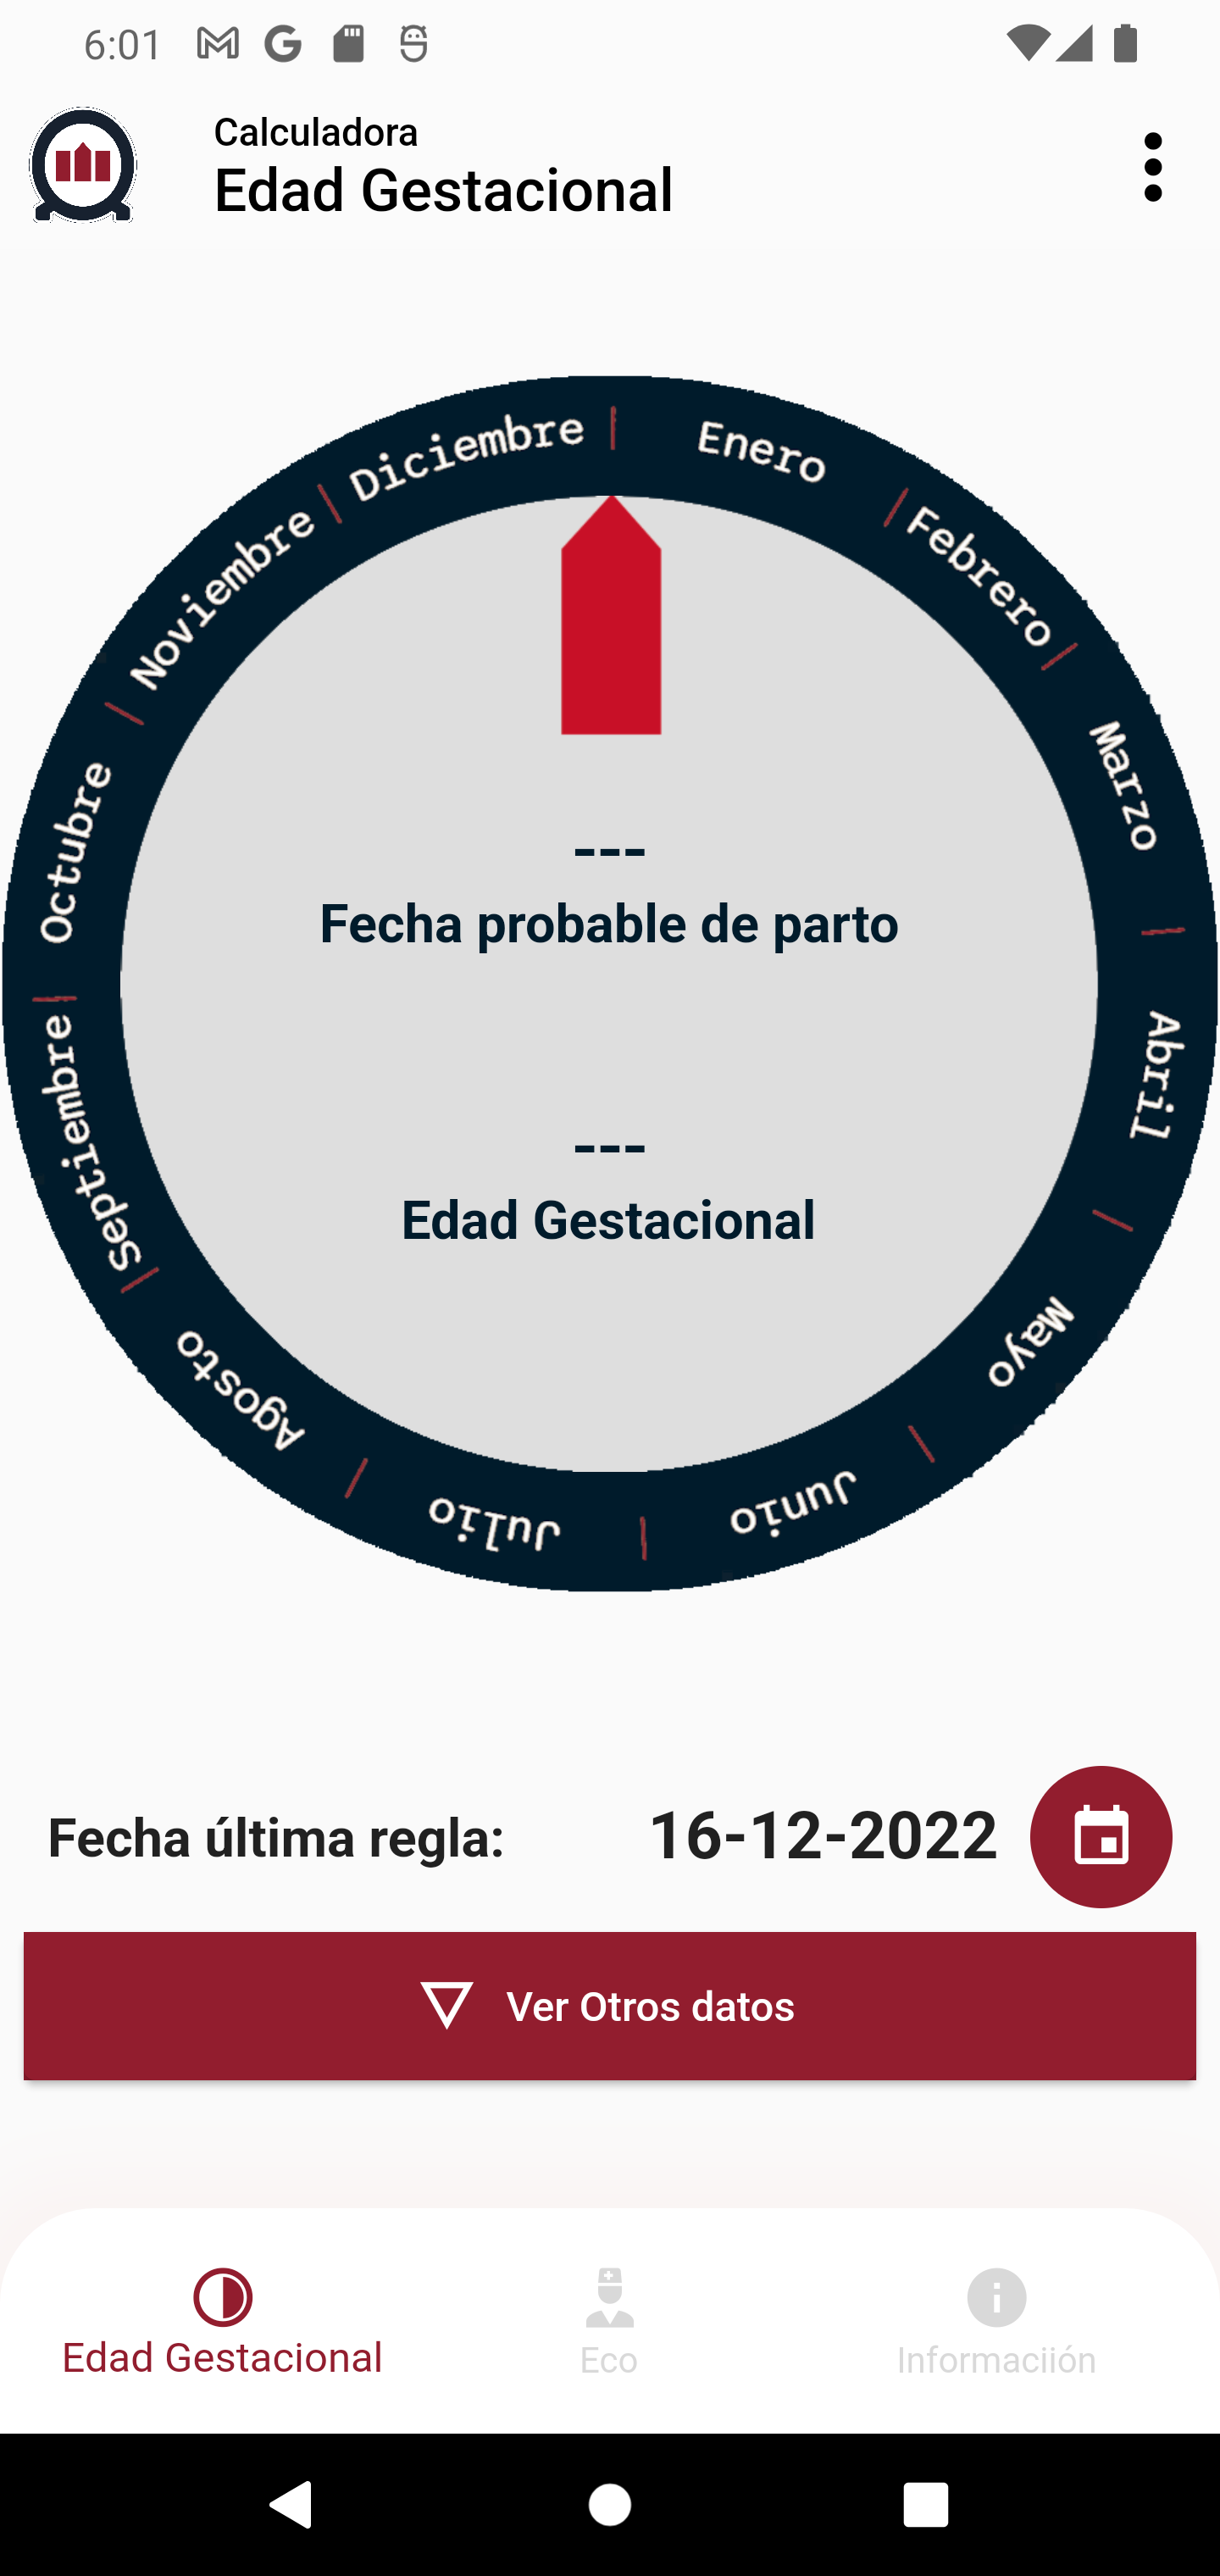 6:01
Calculadora
Edad Gestacional
Enero
Febrero
Marzo
Abril
Mayo
Junio
Julio
Agosto
Septiembre
Octubre
Noviembre
Diciembre
---
Fecha probable de parto
---
Edad Gestacional
Fecha última regla: 16-12-2022
Ver Otros datos
Edad Gestacional
Eco
Informaciión